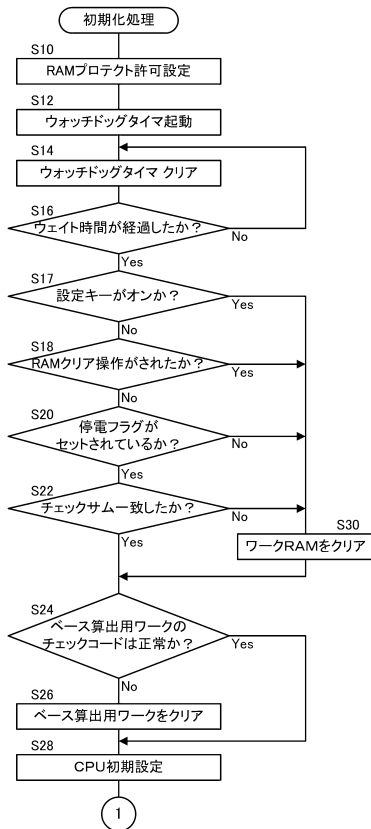 初期化処理
S10
RAMプロテクト許可設定
S12
ウォッチドッグタイマ起動
S14
ウォッチドッグタイマ クリア
S16
ウェイト時間が経過したか？
No
Yes
S17
設定キーがオンか？
Yes
No
S18
RAMクリア操作がされたか？
Yes
No
S20
停電フラグが
セットされているか？
No
Yes
S22
チェックサム一致したか？
No
Yes
S30
ワークRAMをクリア
S24
ベース算出用ワークの
チェックコードは正常か？
Yes
No
S26
ベース算出用ワークをクリア
S28
CPU初期設定
1